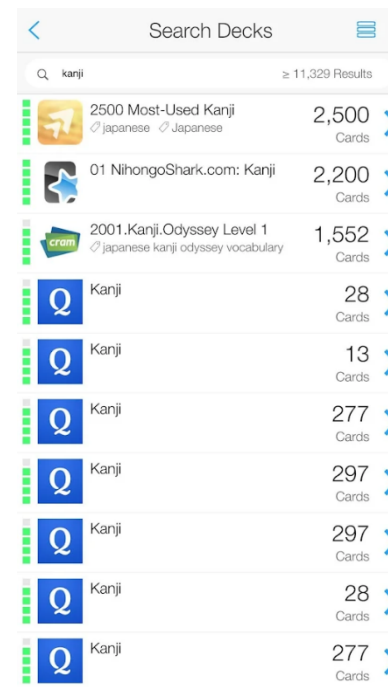 Search Decks
kanji ≥ 11,329 Results
2500 Most-Used Kanji 2,500
japanese Japanese Cards
01 NihongoShark.com: Kanji 2,200
Cards
cram 2001.Kanji.Odyssey Level 1 1,552
japanese kanji odyssey vocabulary Cards
Q Kanji 28
Cards
Q Kanji 13
Cards
Q Kanji 277
Cards
Q Kanji 297
Cards
Q Kanji 297
Cards
Q Kanji 28
Cards
Q Kanji 277
Cards